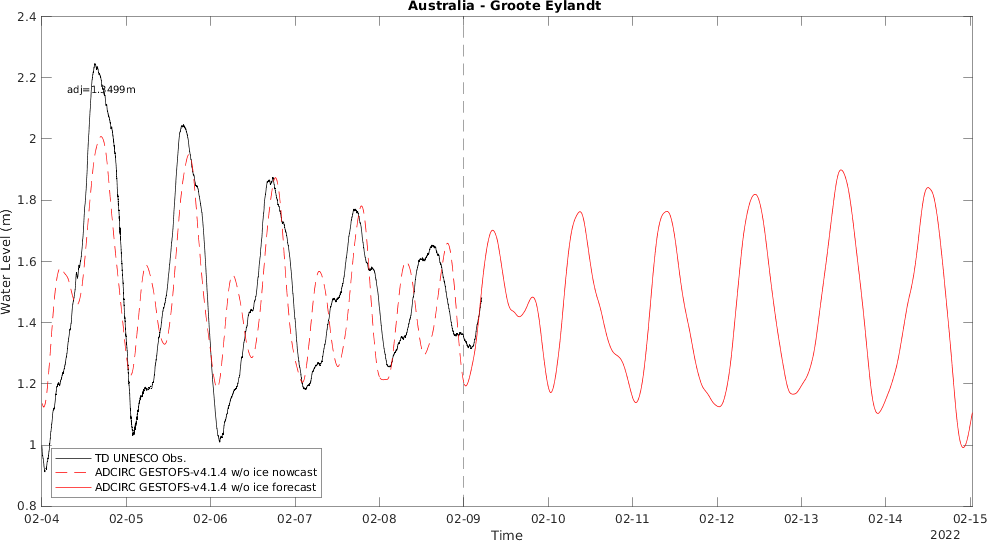 Australia - Groote Eylandt
2.4
2.2
2
1.8
1.6
1.4
1.2
1
0.8
Water Level (m)
adj=1.3499m
TD UNESCO Obs.
ADCIRC GESTOFS-v4.1.4 w/o ice nowcast
ADCIRC GESTOFS-v4.1.4 w/o ice forecast
02-04 02-05 02-06 02-07 02-08 02-09 02-10 02-11 02-12 02-13 02-14 02-15
Time
2022